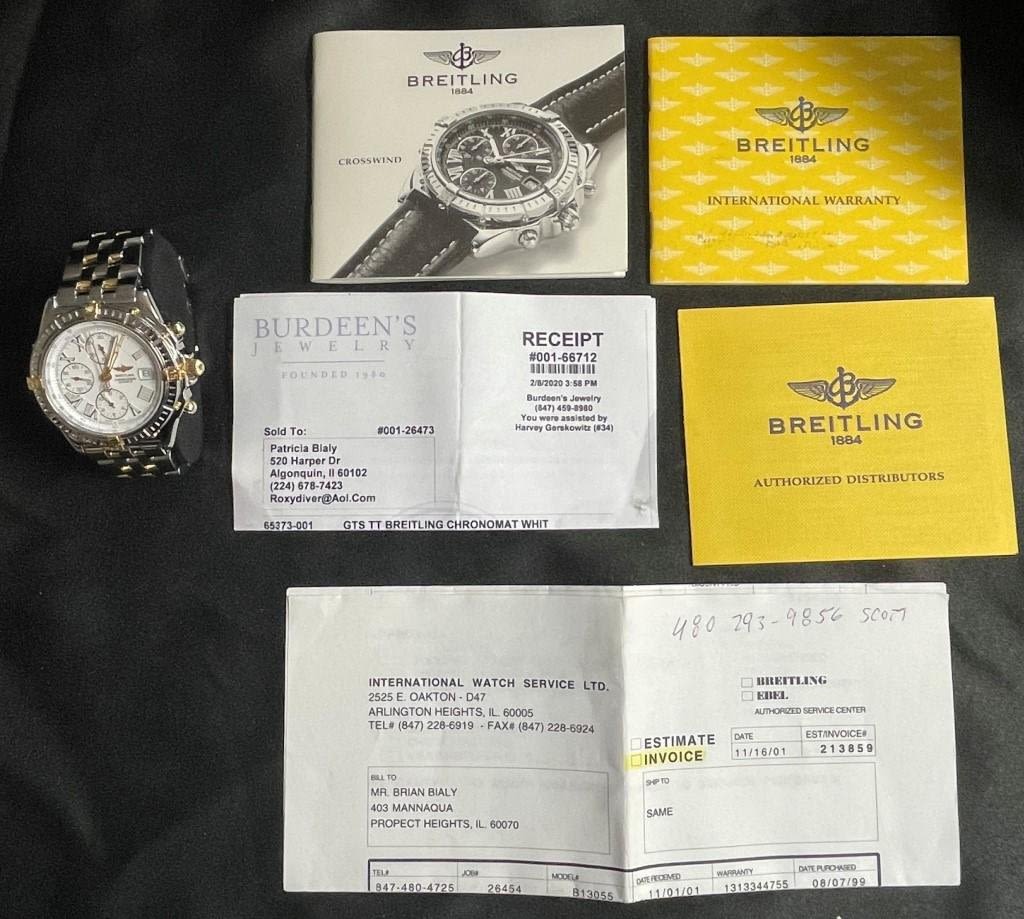 BREITLING
1884
CROSSWIND
BREITLING
1884
INTERNATIONAL WARRANTY
BURDEEN'S
JEWELRY
FOUNDED 1980
RECEIPT
#001-66712
2/8/2020 3:58 PM
Burdeen's Jewelry
(847) 459-8980
You were assisted by
Harvey Gerskowitz (#34)
Sold To: #001-26473
Patricia Bialy
520 Harper Dr
Algonquin, Il 60102
(224) 678-7423
Roxydiver@Aol.Com
65373-001 GTS TT BREITLING CHRONOMAT WHIT
BREITLING
1884
AUTHORIZED DISTRIBUTORS
480 793-9856 SCOTT
INTERNATIONAL WATCH SERVICE LTD.
2525 E. OAKTON - D47
ARLINGTON HEIGHTS, IL. 60005
TEL# (847) 228-6919 - FAX# (847) 228-6924
BREITLING
EBEL
AUTHORIZED SERVICE CENTER
ESTIMATE
INVOICE
DATE
11/16/01
EST/INVOICE#
213859
BILL TO
MR. BRIAN BIALY
403 MANNAQUA
PROPECT HEIGHTS, IL. 60070
SHIP TO
SAME
TEL# JOB# MODEL# DATE RECEIVED WARRANTY DATE PURCHASED
847-480-4725 26454 B13055 11/01/01 1313344755 08/07/99